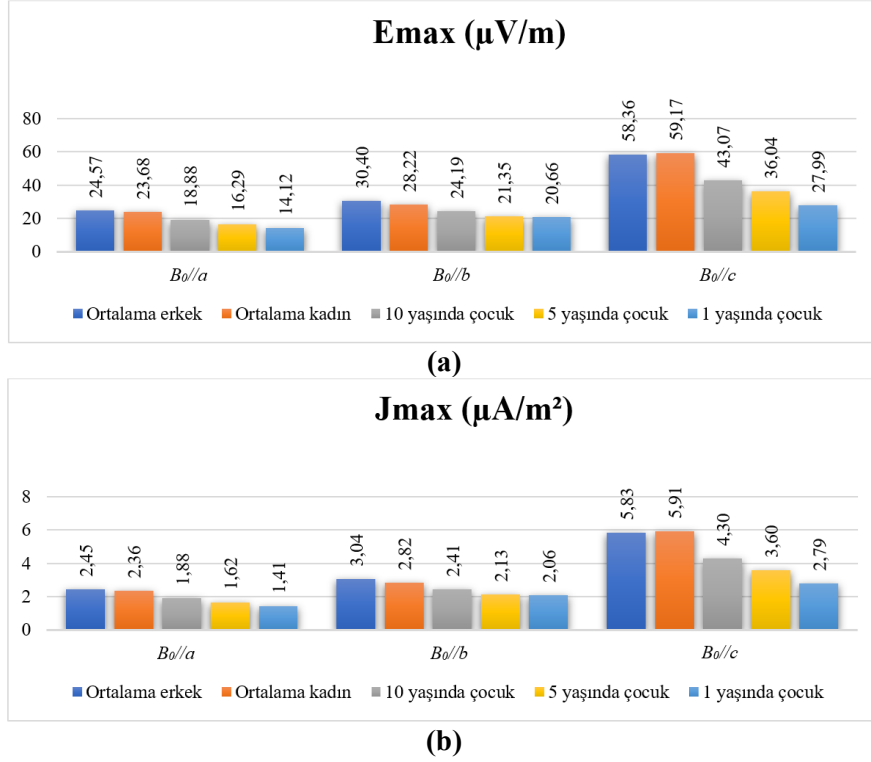 Emax (μV/m)
80
60
40
20
0
24,57
23,68
18,88
16,29
14,12
30,40
28,22
24,19
21,35
20,66
58,36
59,17
43,07
36,04
27,99
B₀//a
B₀//b
B₀//c
Ortalama erkek
Ortalama kadın
10 yaşında çocuk
5 yaşında çocuk
1 yaşında çocuk
(a)
Jmax (μA/m²)
8
6
4
2
0
2,45
2,36
1,88
1,62
1,41
3,04
2,82
2,41
2,13
2,06
5,83
5,91
4,30
3,60
2,79
B₀//a
B₀//b
B₀//c
Ortalama erkek
Ortalama kadın
10 yaşında çocuk
5 yaşında çocuk
1 yaşında çocuk
(b)